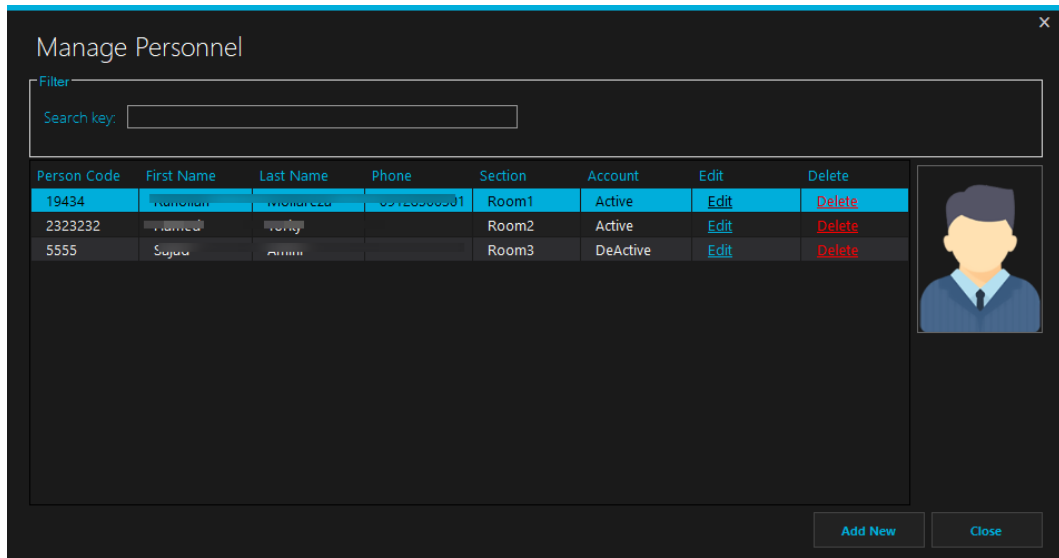 ×
Manage Personnel
Filter
Search key:
Person Code First Name Last Name Phone Section Account Edit Delete
19434 Room1 Active Edit Delete
2323232 Room2 Active Edit Delete
5555 Room3 DeActive Edit Delete
Add New Close